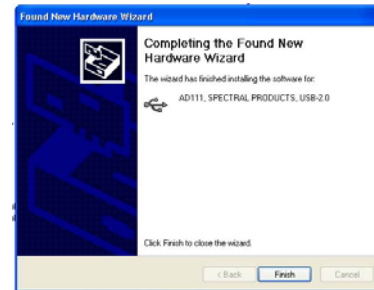 Found New Hardware Wizard
Completing the Found New
Hardware Wizard
The wizard has finished installing the software for:
AD111, SPECTRAL PRODUCTS, USB-2.0
Click Finish to close the wizard.
< Back
Finish
Cancel